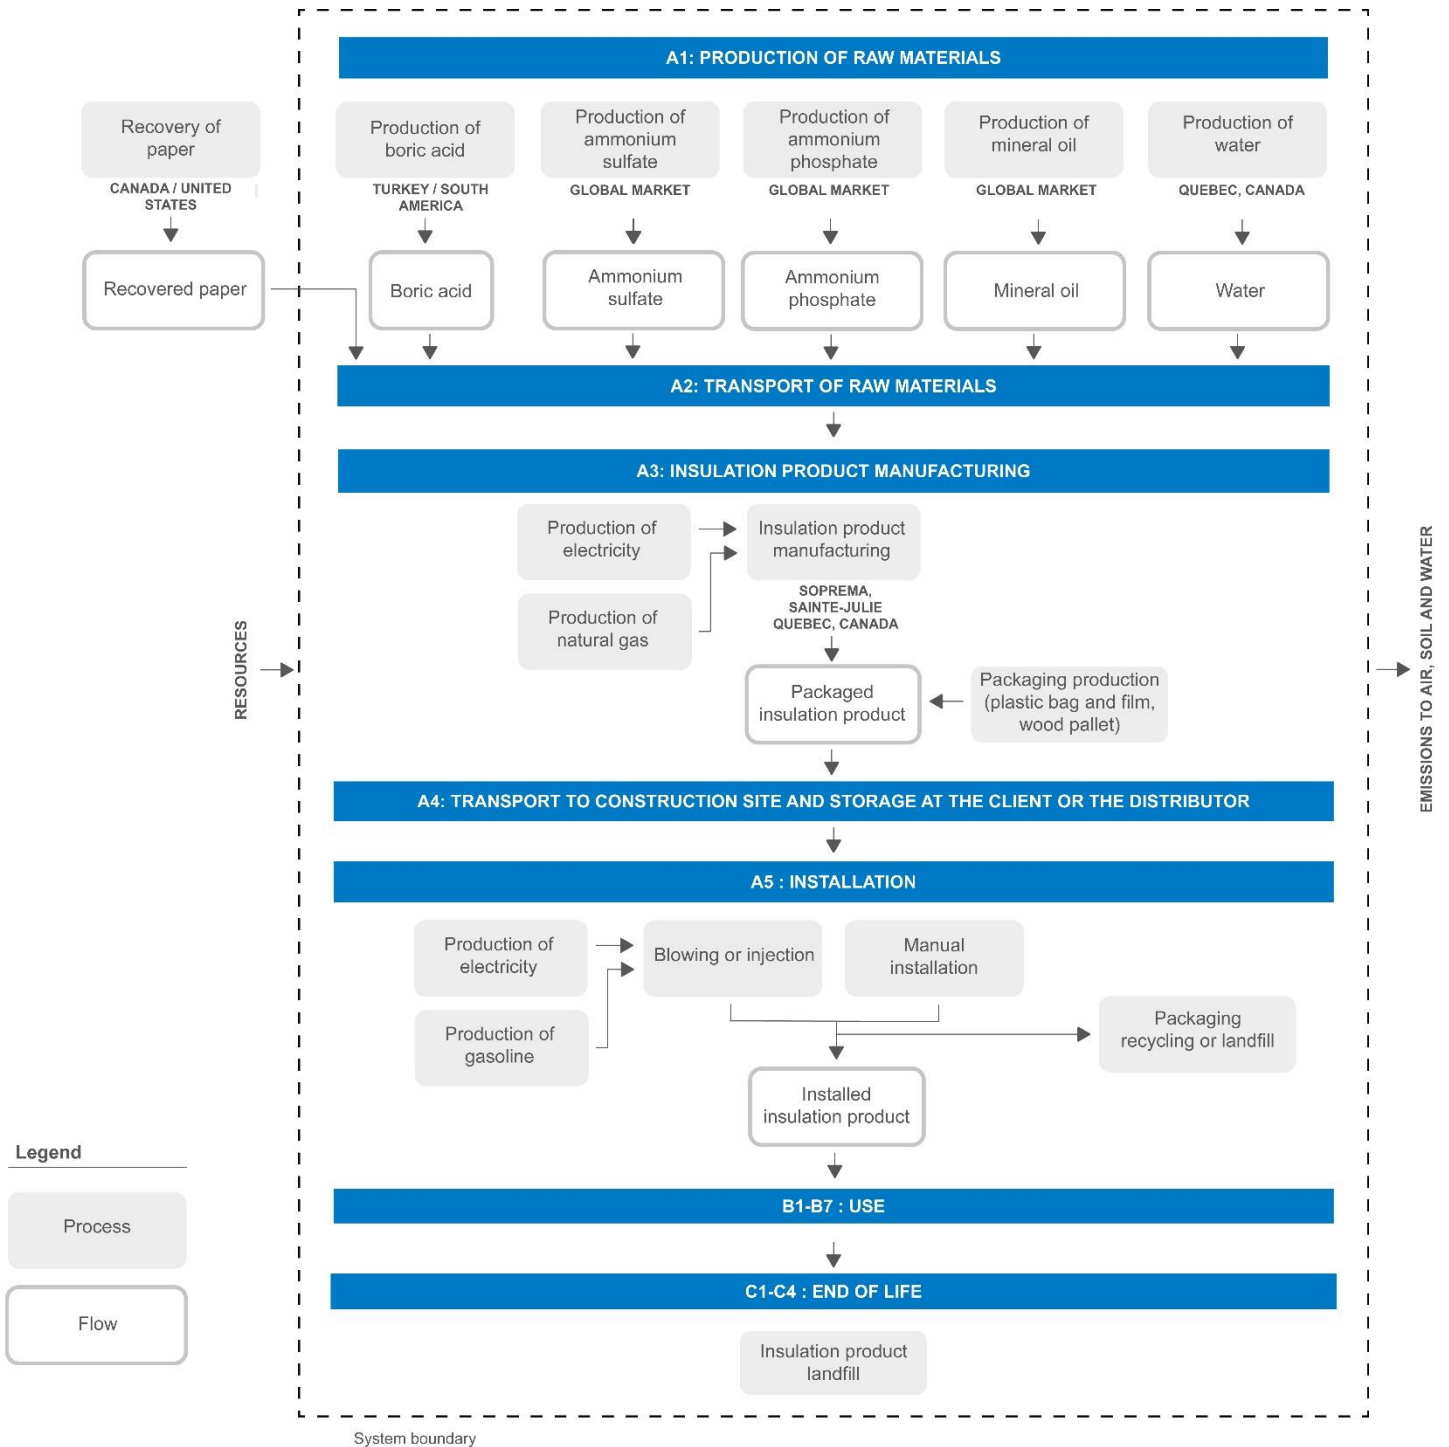 A1: PRODUCTION OF RAW MATERIALS
Recovery of
paper
CANADA / UNITED
STATES
Production of
boric acid
TURKEY / SOUTH
AMERICA
Production of
ammonium
sulfate
GLOBAL MARKET
Production of
ammonium
phosphate
GLOBAL MARKET
Production of
mineral oil
GLOBAL MARKET
Production of
water
QUEBEC, CANADA
Recovered paper
Boric acid
Ammonium
sulfate
Ammonium
phosphate
Mineral oil
Water
A2: TRANSPORT OF RAW MATERIALS
A3: INSULATION PRODUCT MANUFACTURING
Production of
electricity
Insulation product
manufacturing
Production of
natural gas
SOPREMA,
SAINTE-JULIE
QUEBEC, CANADA
RESOURCES
EMISSIONS TO AIR, SOIL AND WATER
Packaged
insulation product
Packaging production
(plastic bag and film,
wood pallet)
A4: TRANSPORT TO CONSTRUCTION SITE AND STORAGE AT THE CLIENT OR THE DISTRIBUTOR
A5 : INSTALLATION
Production of
electricity
Blowing or injection
Manual
installation
Production of
gasoline
Packaging
recycling or landfill
Installed
insulation product
Legend
Process
Flow
B1-B7 : USE
C1-C4 : END OF LIFE
Insulation product
landfill
System boundary